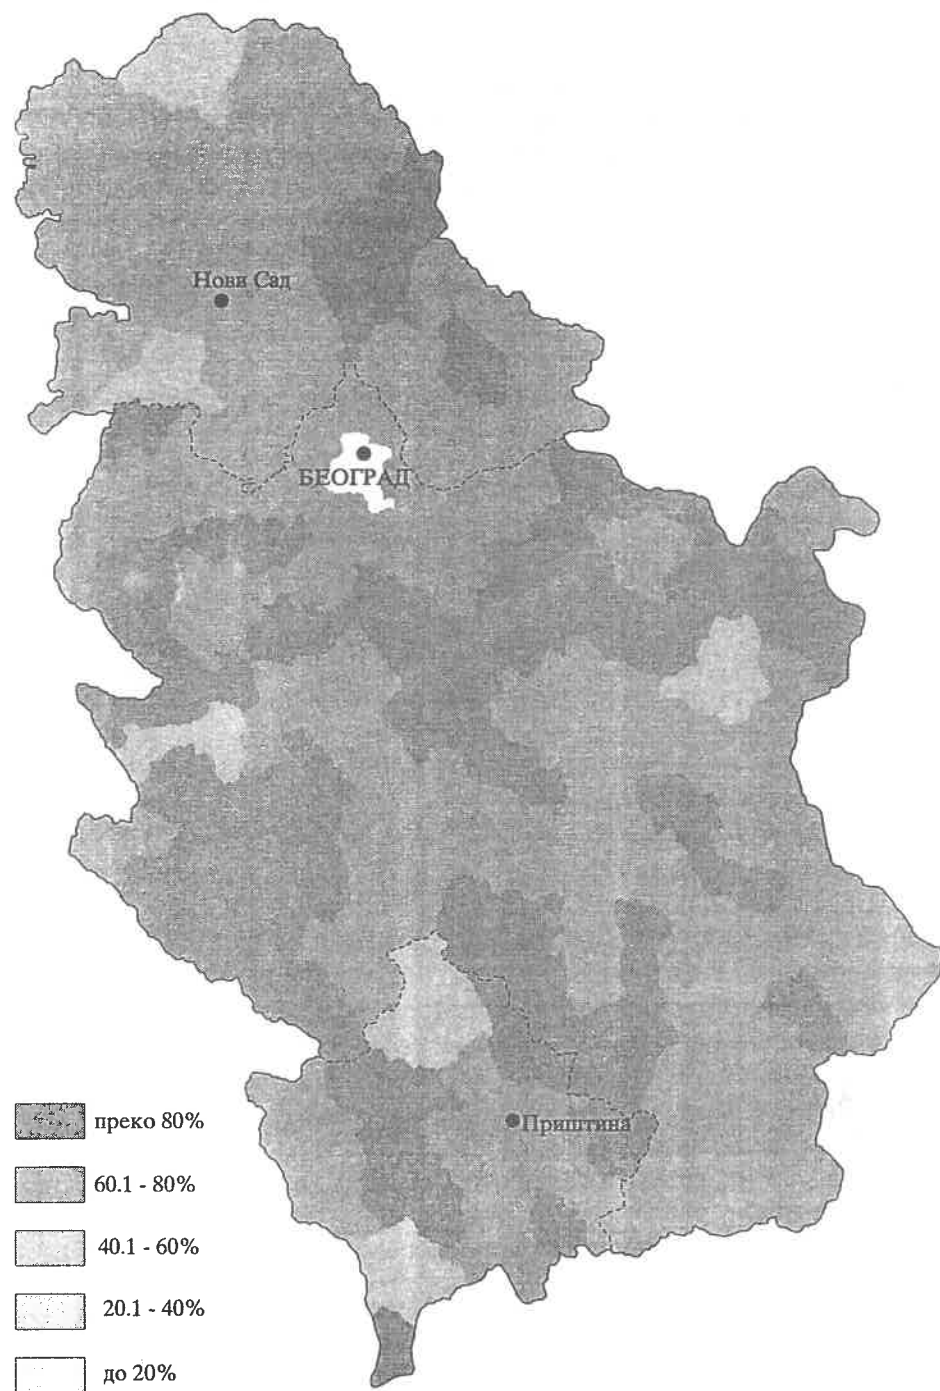 Нови Сад
БЕОГРАД
Приштина
преко 80%
60.1 - 80%
40.1 - 60%
20.1 - 40%
до 20%